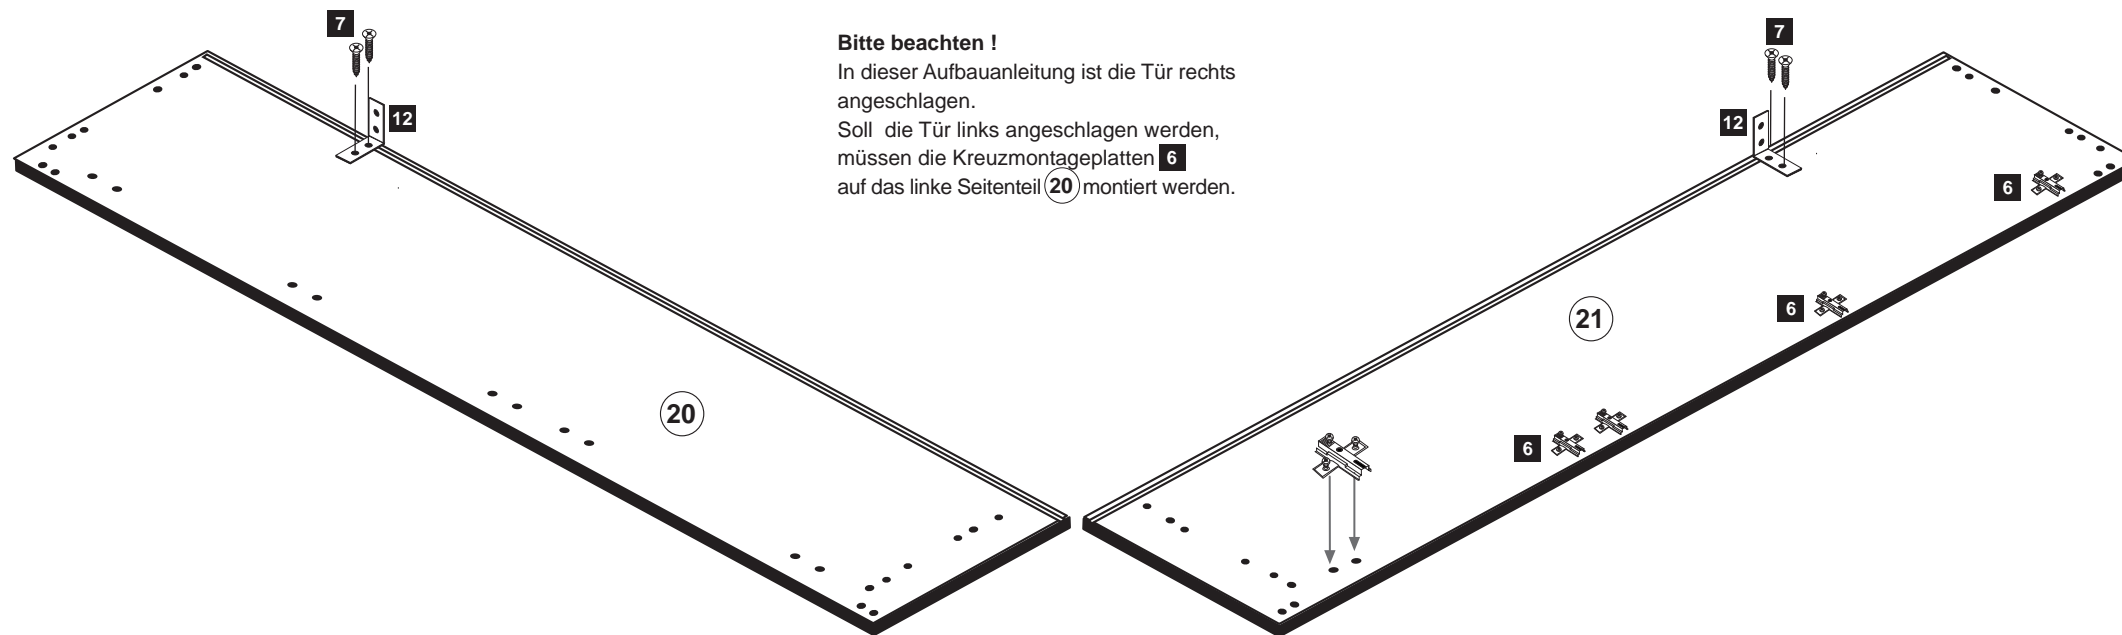 7
12
20
Bitte beachten !
In dieser Aufbauanleitung ist die Tür rechts
angeschlagen.
Soll die Tür links angeschlagen werden,
müssen die Kreuzmontageplatten 6
auf das linke Seitenteil 20 montiert werden.
7
12
6
6
21
6